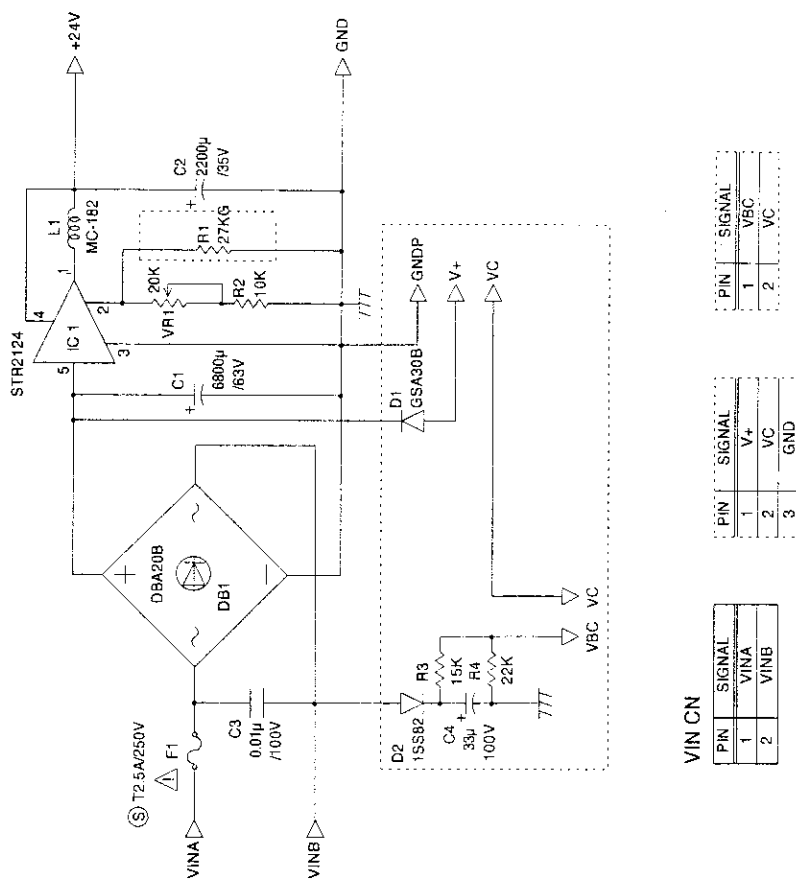 Ⓢ T2.5A/250V
F1
VINA
VINB
C3
0.01µ
/100V
DBA20B
DB1
STR2124
IC 1
5
4
1
2
3
L1
MC-182
+24V
C1
6800µ
/63V
20K
VR1
R2
10K
R1
27KG
C2
2200µ
/35V
GND
D1
GSA30B
GNDP
V+
VC
D2
1SS82
C4
33µ
100V
R3
15K
R4
22K
VBC
VC
VIN CN
PIN SIGNAL
1 VINA
2 VINB
PIN SIGNAL
1 V+
2 VC
3 GND
PIN SIGNAL
1 VBC
2 VC